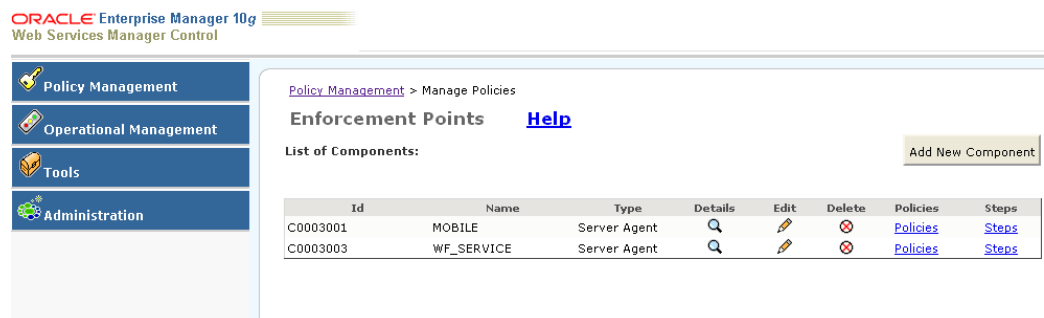 ORACLE Enterprise Manager 10g
Web Services Manager Control
Policy Management
Operational Management
Tools
Administration
Policy Management > Manage Policies
Enforcement Points Help
List of Components:
Add New Component
Id Name Type Details Edit Delete Policies Steps
C0003001 MOBILE Server Agent Policies Steps
C0003003 WF_SERVICE Server Agent Policies Steps